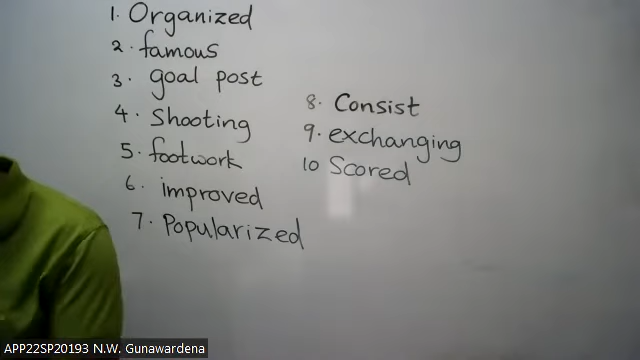 1. Organized
2. famous
3. goal post
4. Shooting
5. footwork
6. improved
7. Popularized
8. Consist
9. exchanging
10 Scored
APP22SP20193 N.W. Gunawardena